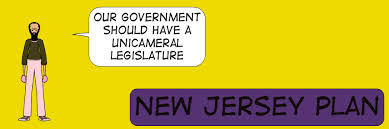 OUR GOVERNMENT
SHOULD HAVE A
UNICAMERAL
LEGISLATURE
NEW JERSEY PLAN